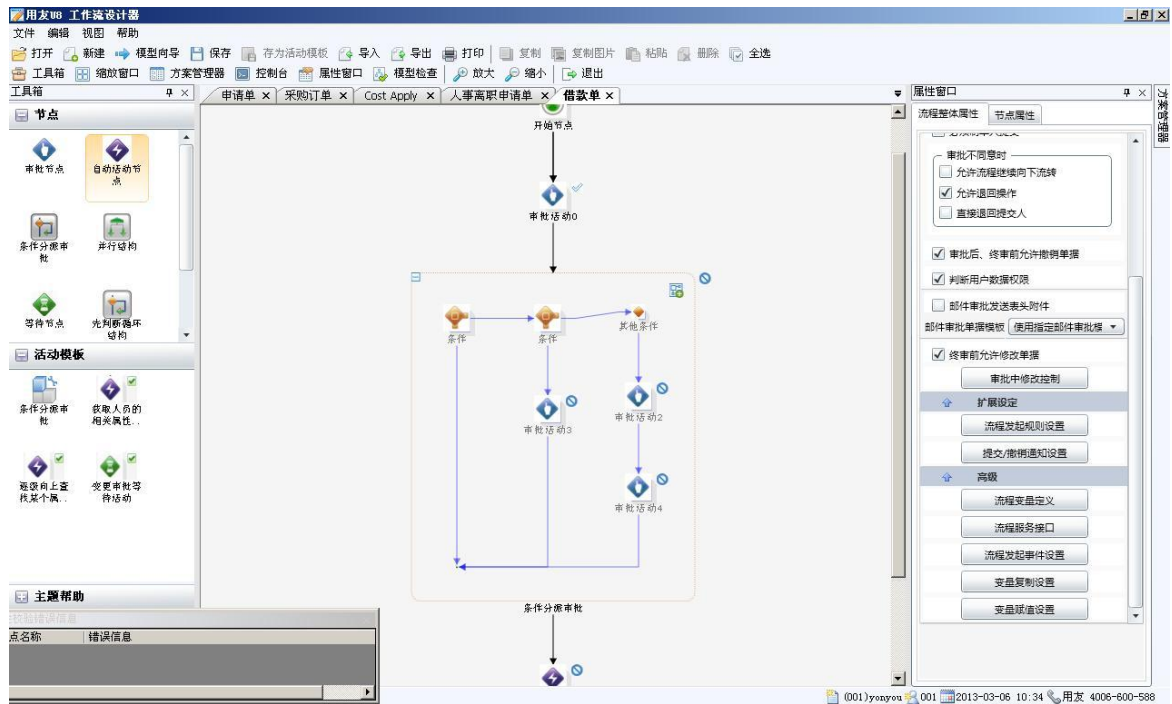 用友U8 工作流设计器
文件 编辑 视图 帮助
打开 新建 模型向导 保存 存为活动模板 导入 导出 打印 复制 复制图片 粘贴 删除 全选
工具箱 缩放窗口 方案管理器 控制台 属性窗口 模型检查 放大 缩小 退出
工具箱
申请单 采购订单 Cost Apply 人事离职申请单 借款单
属性窗口
方案管理器
节点
审批节点
自动活动节点
条件分派审批
并行结构
等待节点
先判断循环结构
活动模板
条件分派审批
获取人员的相关属性..
逐级向上查找某个属..
变更审批等待活动
主题帮助
校验错误信息
点名称 错误信息
开始节点
审批活动0
条件
条件
其他条件
审批活动3
审批活动2
审批活动4
条件分派审批
流程整体属性 节点属性
审批不同意时
允许流程继续向下流转
允许退回操作
直接退回提交人
审批后、终审前允许撤销单据
判断用户数据权限
邮件审批发送表头附件
邮件审批单据模板 使用指定邮件审批模
终审前允许修改单据
审批中修改控制
扩展设定
流程发起规则设置
提交/撤销通知设置
高级
流程变量定义
流程服务接口
流程发起事件设置
变量复制设置
变量赋值设置
(001)yonyou 001 2013-03-06 10:34 用友 4006-600-588